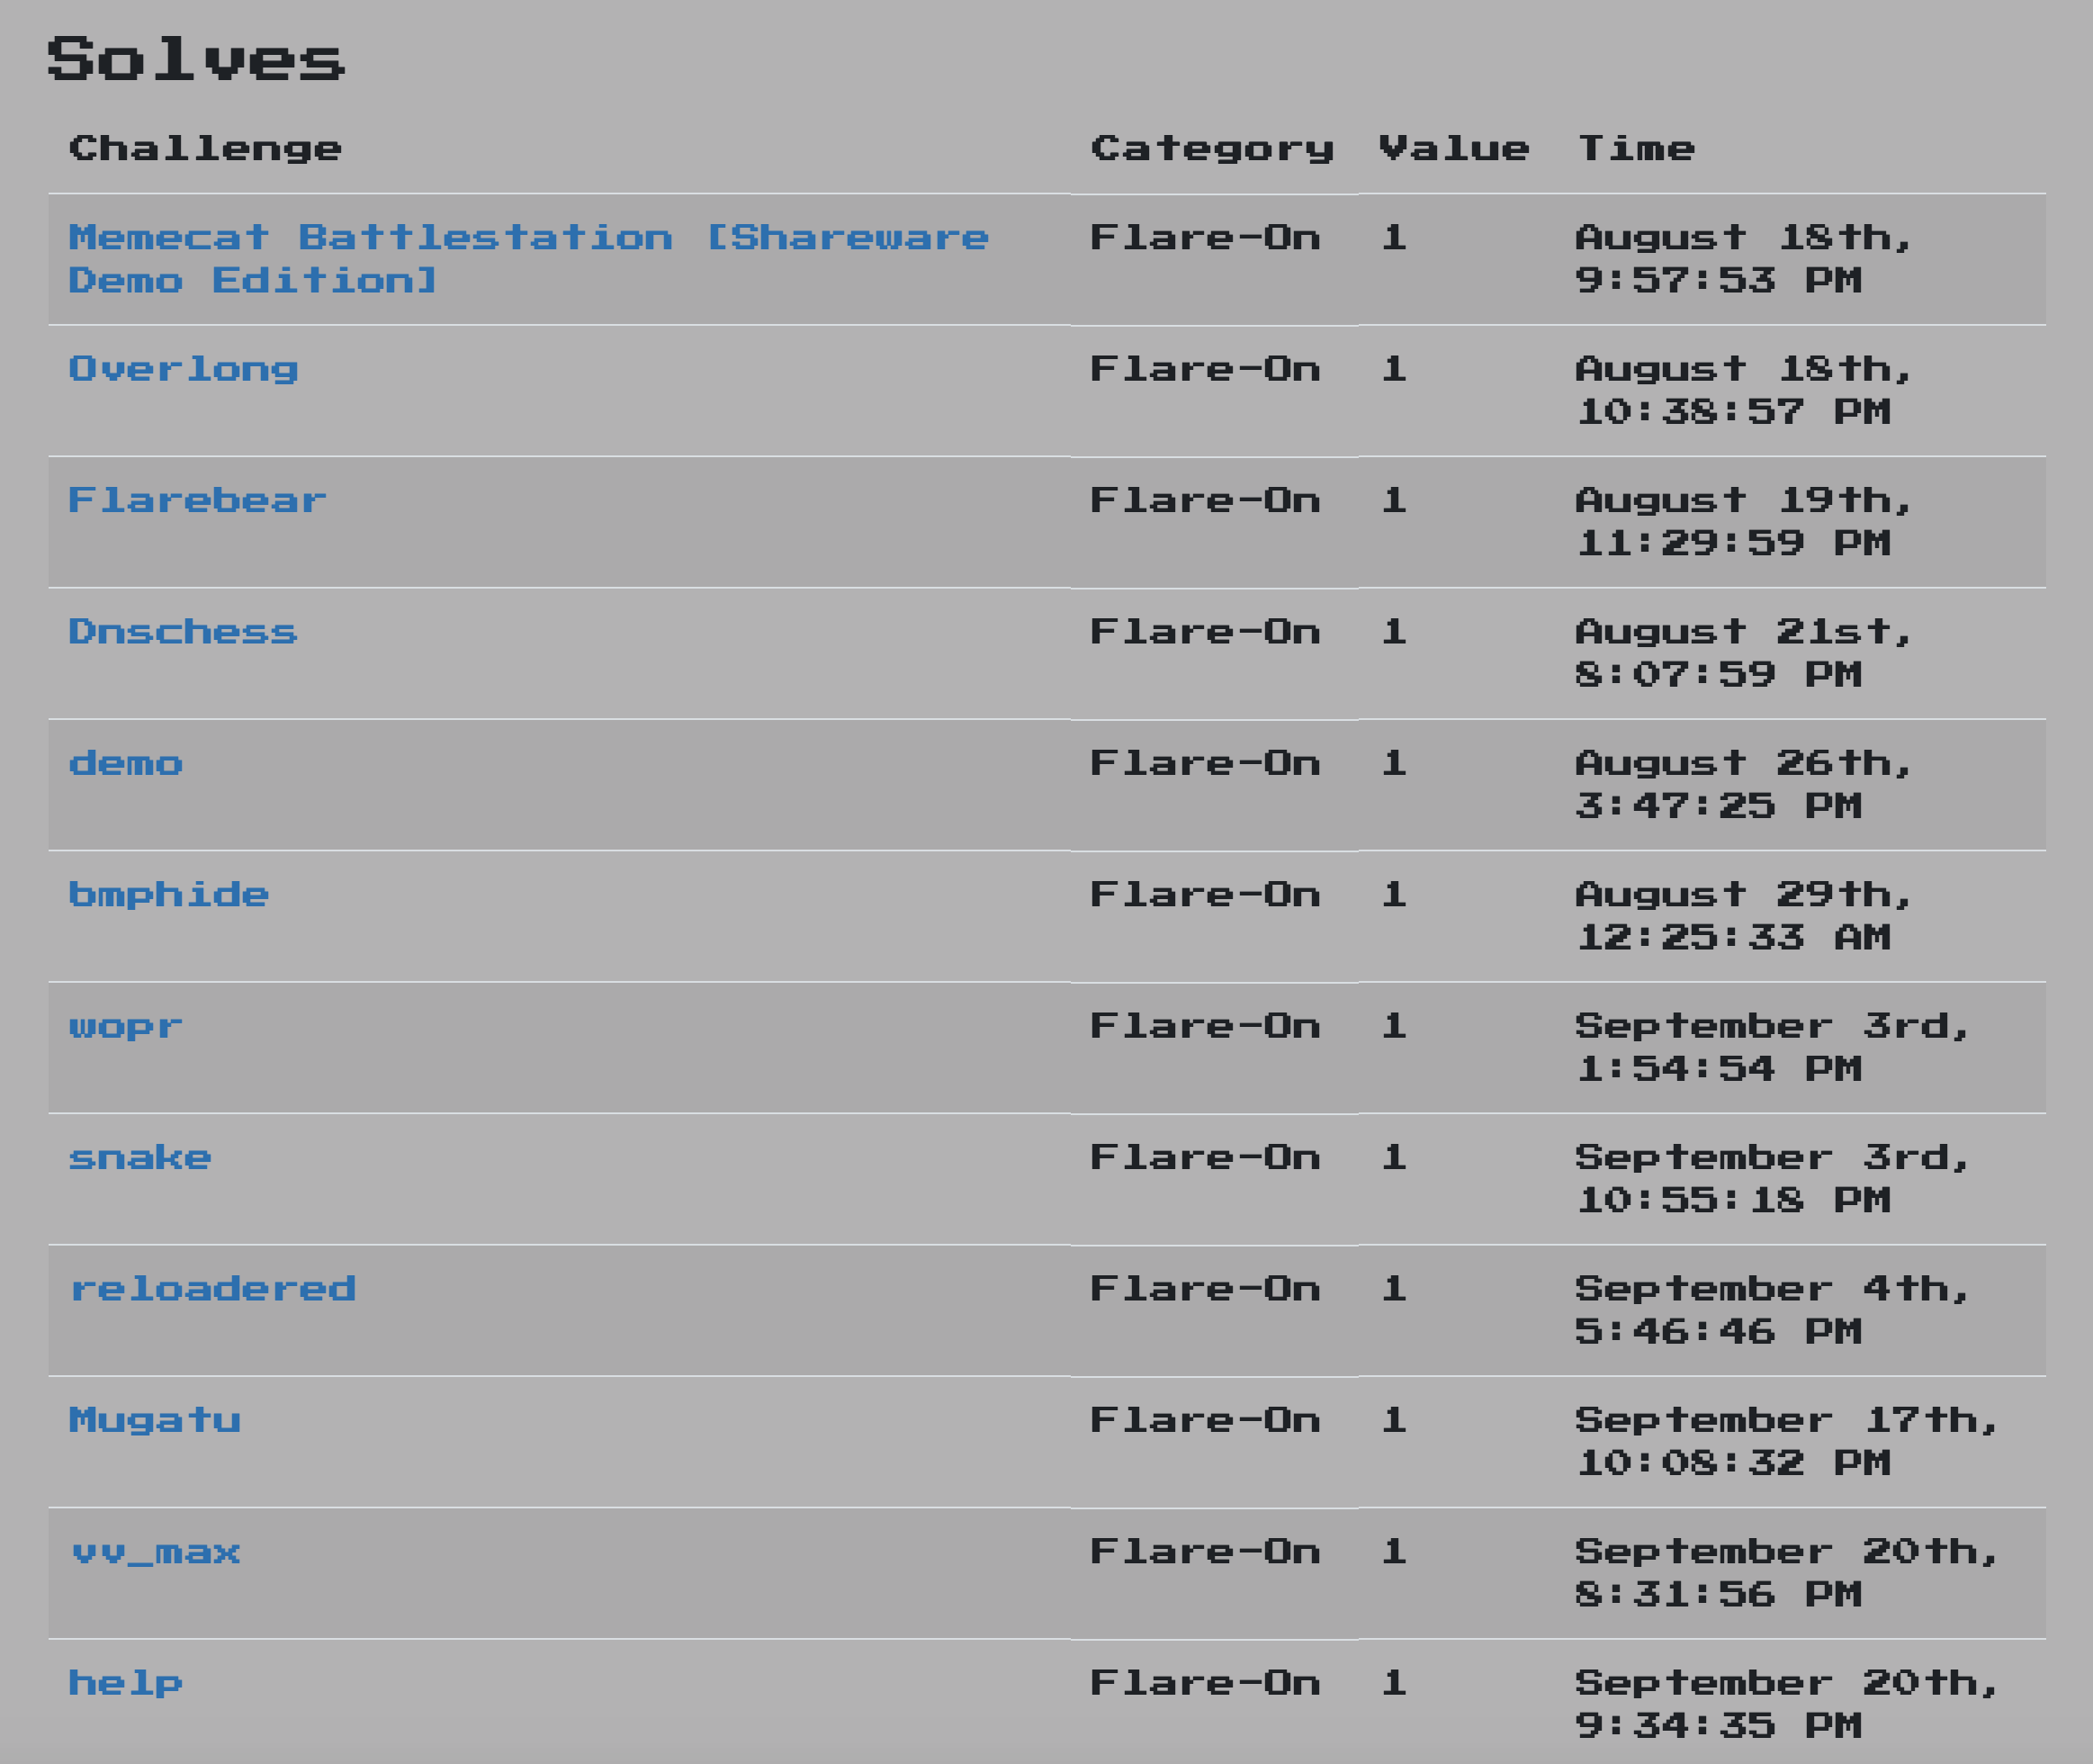 Solves
Challenge Category Value Time
Memecat Battlestation [Shareware Flare-On 1 August 18th,
Demo Edition] 9:57:53 PM
Overlong Flare-On 1 August 18th,
10:38:57 PM
Flarebear Flare-On 1 August 19th,
11:29:59 PM
Dnschess Flare-On 1 August 21st,
8:07:59 PM
demo Flare-On 1 August 26th,
3:47:25 PM
bmphide Flare-On 1 August 29th,
12:25:33 AM
wopr Flare-On 1 September 3rd,
1:54:54 PM
snake Flare-On 1 September 3rd,
10:55:18 PM
reloadered Flare-On 1 September 4th,
5:46:46 PM
Mugatu Flare-On 1 September 17th,
10:08:32 PM
vv_max Flare-On 1 September 20th,
8:31:56 PM
help Flare-On 1 September 20th,
9:34:35 PM